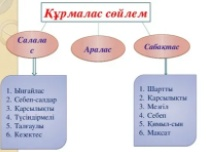 Құрмалас сөйлем
Салала
с
Аралас
Сабақтас
1. Ыңғайлас
2. Себеп-салдар
3. Қарсылықты
4. Түсіндірмелі
5. Талғаулы
6. Кезектес
1. Шартты
2. Қарсылықты
3. Мезгіл
4. Себеп
5. Қимыл-сын
6. Мақсат